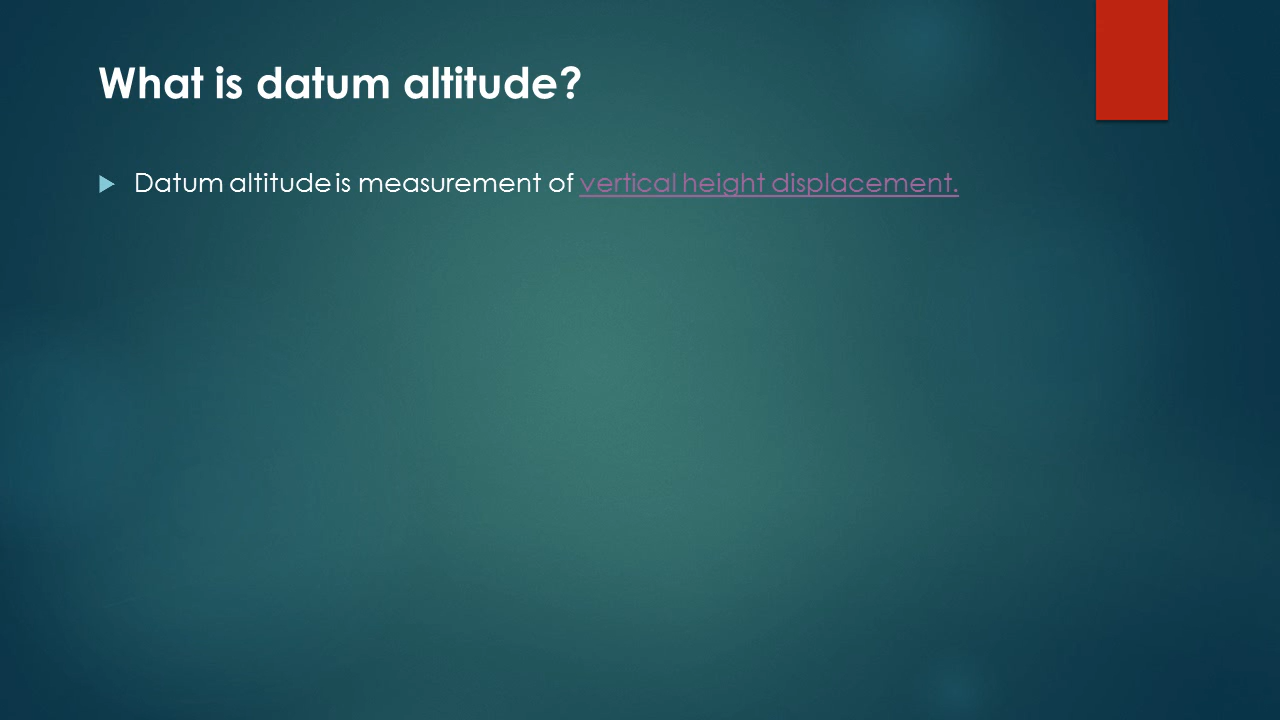 What is datum altitude?
Datum altitude is measurement of vertical height displacement.